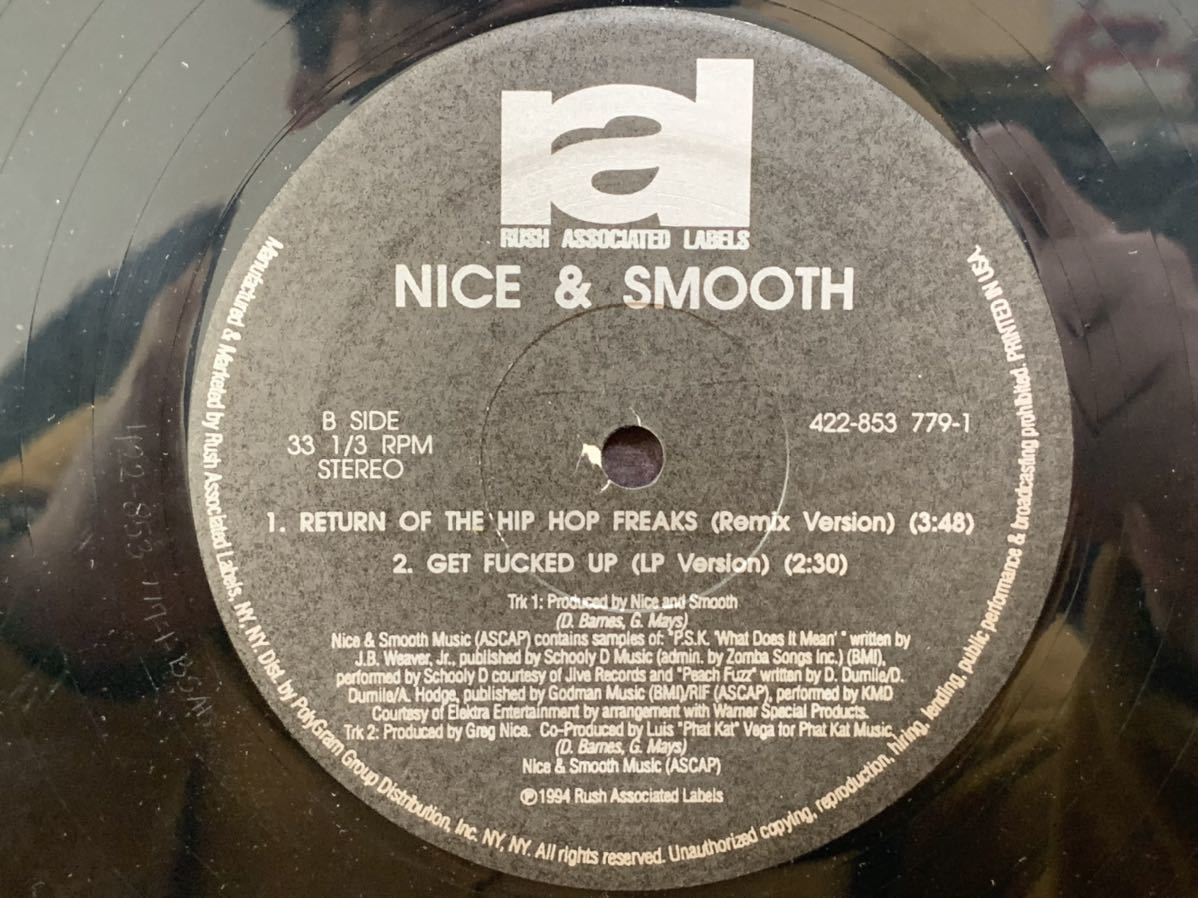 ral
RUSH ASSOCIATED LABELS
NICE & SMOOTH
B SIDE
33 1/3 RPM
STEREO
422-853 779-1
1. RETURN OF THE HIP HOP FREAKS (Remix Version) (3:48)
2. GET FUCKED UP (LP Version) (2:30)
Trk 1: Produced by Nice and Smooth
(D. Barnes, G. Mays)
Nice & Smooth Music (ASCAP) contains samples of: "P.S.K. 'What Does It Mean' " written by
J.B. Weaver, Jr., published by Schooly D Music (admin. by Zomba Songs Inc.) (BMI),
performed by Schooly D courtesy of Jive Records and "Peach Fuzz" written by D. Dumile/D.
Dumile/A. Hodge, published by Godman Music (BMI)/RIF (ASCAP), performed by KMD
Courtesy of Elektra Entertainment by arrangement with Warner Special Products.
Trk 2: Produced by Greg Nice. Co-Produced by Luis "Phat Kat" Vega for Phat Kat Music
(D. Barnes, G. Mays)
Nice & Smooth Music (ASCAP)
℗1994 Rush Associated Labels
Manufactured & Marketed by Rush Associated Labels, NY, NY. Dist. by PolyGram Group Distribution, Inc. NY, NY. All rights reserved. Unauthorized copying, reproduction, hiring, lending, public performance & broadcasting prohibited. PRINTED IN USA.